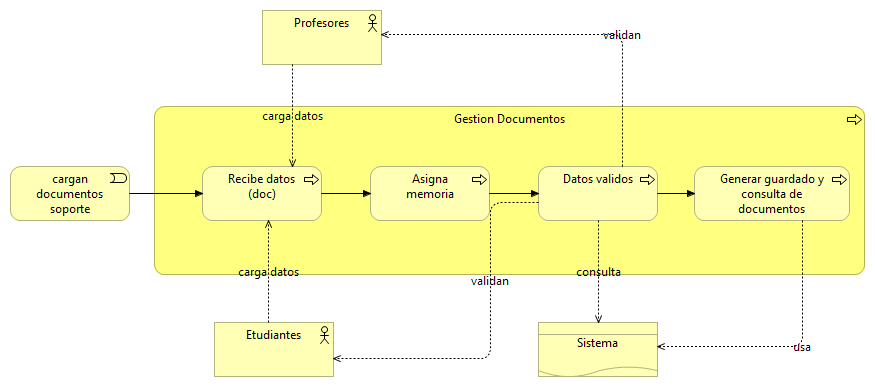 Profesores
validan
carga datos
Gestion Documentos
cargan
documentos
soporte
Recibe datos
(doc)
Asigna
memoria
Datos validos
Generar guardado y
consulta de
documentos
carga datos
validan
consulta
Etudiantes
Sistema
usa